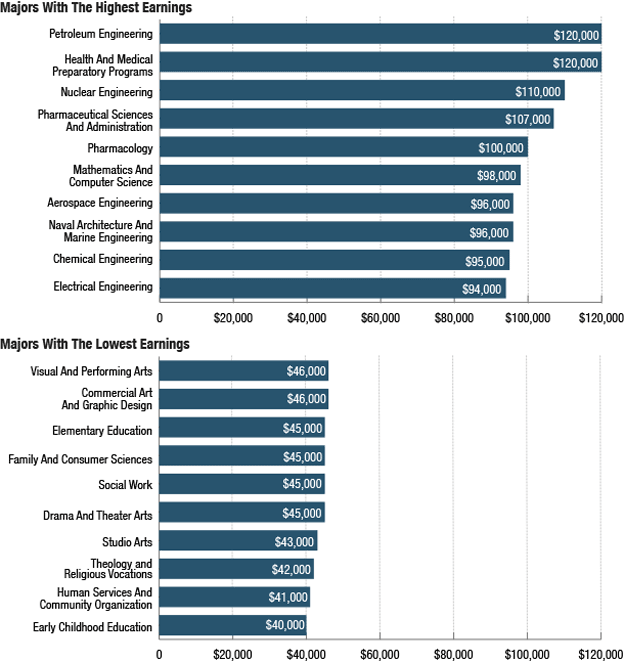 Majors With The Highest Earnings
Petroleum Engineering
$120,000
Health And Medical
Preparatory Programs
$120,000
Nuclear Engineering
$110,000
Pharmaceutical Sciences
And Administration
$107,000
Pharmacology
$100,000
Mathematics And
Computer Science
$98,000
Aerospace Engineering
$96,000
Naval Architecture And
Marine Engineering
$96,000
Chemical Engineering
$95,000
Electrical Engineering
$94,000
0 $20,000 $40,000 $60,000 $80,000 $100,000 $120,000
Majors With The Lowest Earnings
Visual And Performing Arts
$46,000
Commercial Art
And Graphic Design
$46,000
Elementary Education
$45,000
Family And Consumer Sciences
$45,000
Social Work
$45,000
Drama And Theater Arts
$45,000
Studio Arts
$43,000
Theology and
Religious Vocations
$42,000
Human Services And
Community Organization
$41,000
Early Childhood Education
$40,000
0 $20,000 $40,000 $60,000 $80,000 $100,000 $120,000